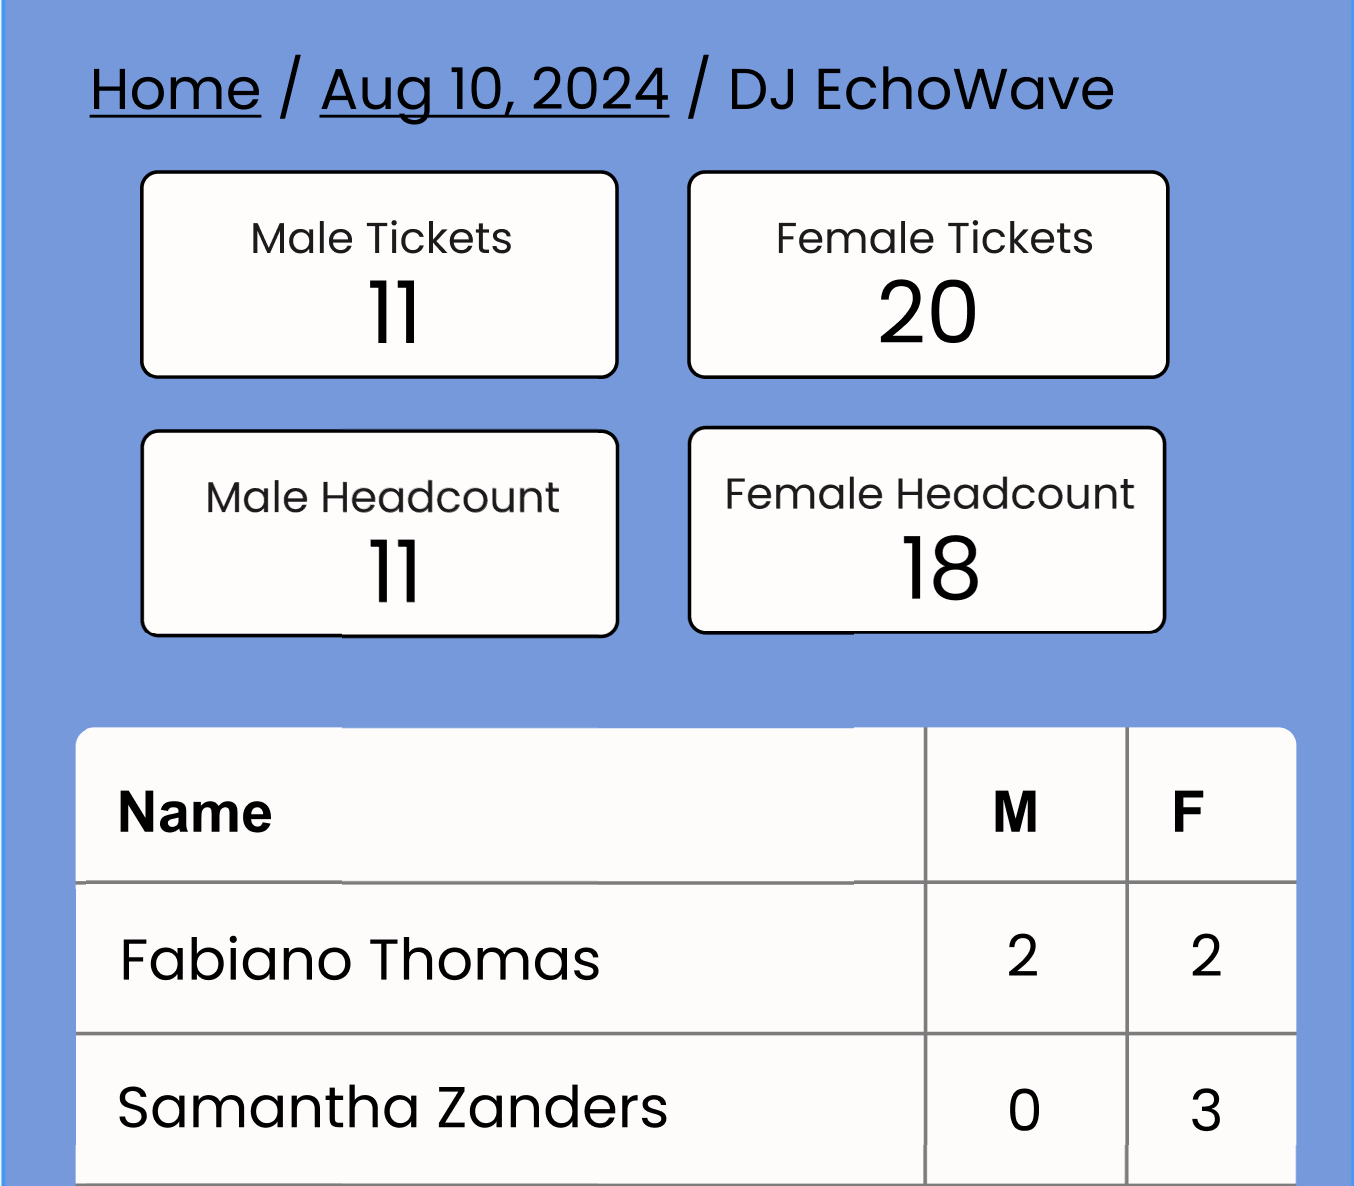 Home / Aug 10, 2024 / DJ EchoWave
Male Tickets
11
Female Tickets
20
Male Headcount
11
Female Headcount
18
Name M F
Fabiano Thomas 2 2
Samantha Zanders 0 3